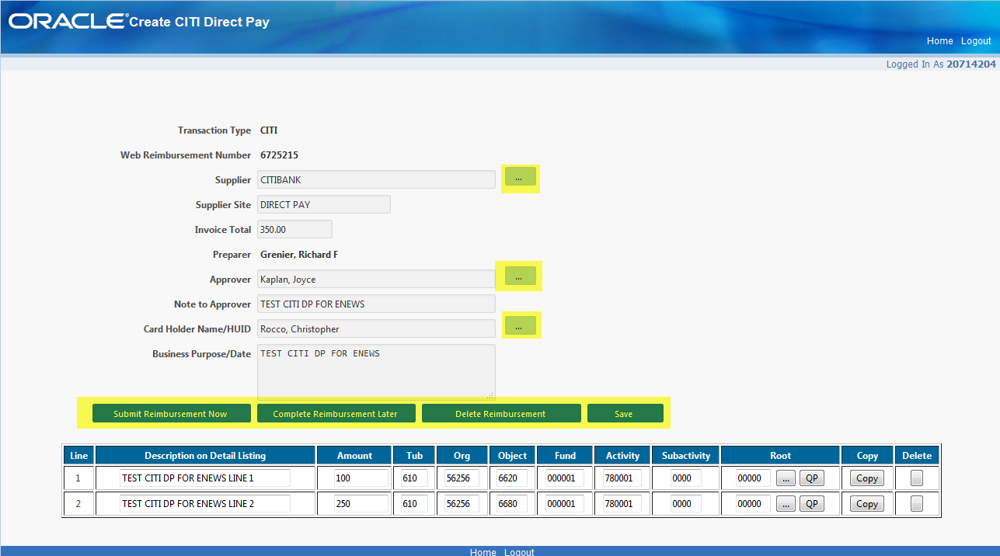 ORACLE® Create CITI Direct Pay
Home Logout
Logged In As 20714204
Transaction Type CITI
Web Reimbursement Number 6725215
Supplier CITIBANK ...
Supplier Site DIRECT PAY
Invoice Total 350.00
Preparer Grenier, Richard F
Approver Kaplan, Joyce ...
Note to Approver TEST CITI DP FOR ENEWS
Card Holder Name/HUID Rocco, Christopher ...
Business Purpose/Date TEST CITI DP FOR ENEWS
Submit Reimbursement Now Complete Reimbursement Later Delete Reimbursement Save
Line Description on Detail Listing Amount Tub Org Object Fund Activity Subactivity Root Copy Delete
1 TEST CITI DP FOR ENEWS LINE 1 100 610 56256 6620 000001 780001 0000 00000 ... QP Copy
2 TEST CITI DP FOR ENEWS LINE 2 250 610 56256 6680 000001 780001 0000 00000 ... QP Copy
Home Logout